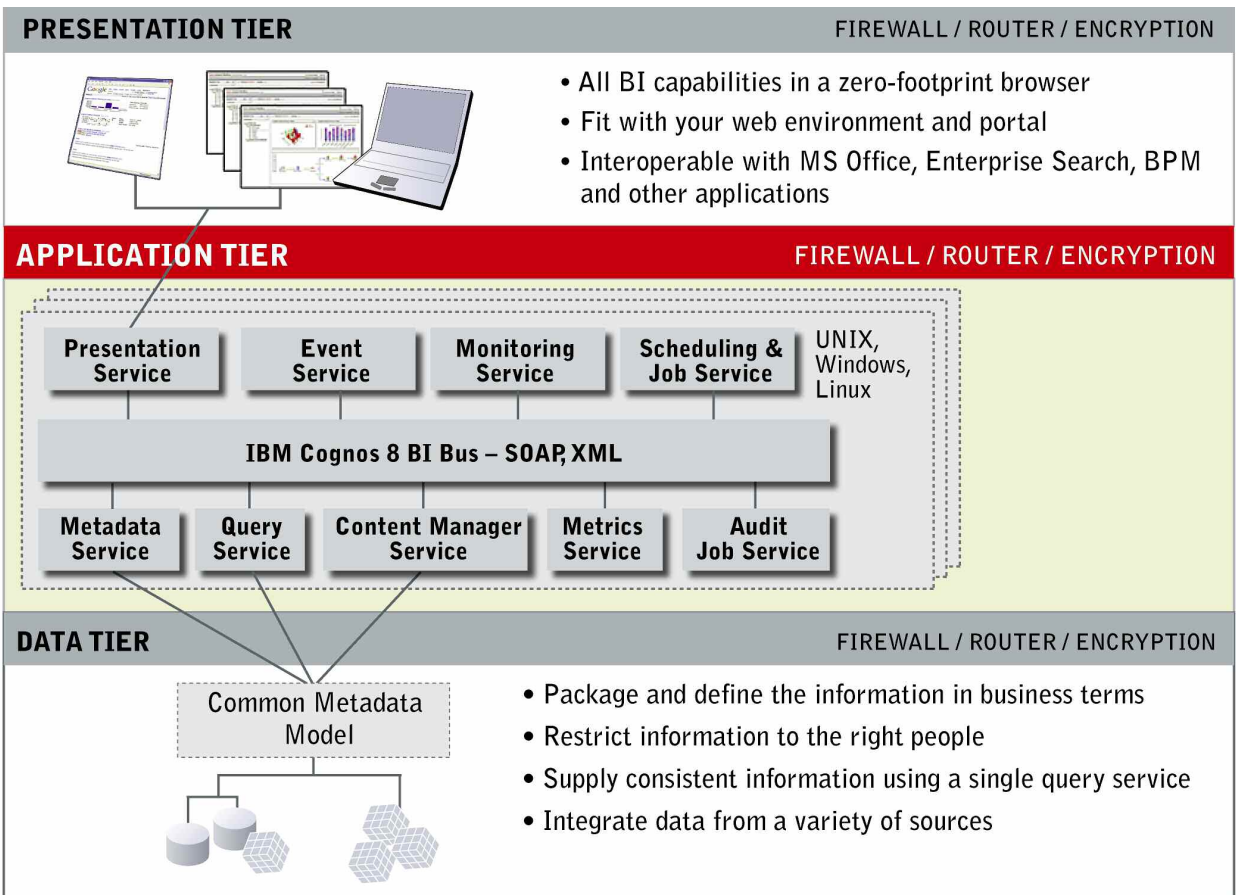 PRESENTATION TIER
FIREWALL / ROUTER / ENCRYPTION
Google
• All BI capabilities in a zero-footprint browser
• Fit with your web environment and portal
• Interoperable with MS Office, Enterprise Search, BPM
and other applications
APPLICATION TIER
FIREWALL / ROUTER / ENCRYPTION
Presentation
Service
Event
Service
Monitoring
Service
Scheduling &
Job Service
UNIX,
Windows,
Linux
IBM Cognos 8 BI Bus – SOAP, XML
Metadata
Service
Query
Service
Content Manager
Service
Metrics
Service
Audit
Job Service
DATA TIER
FIREWALL / ROUTER / ENCRYPTION
Common Metadata
Model
• Package and define the information in business terms
• Restrict information to the right people
• Supply consistent information using a single query service
• Integrate data from a variety of sources